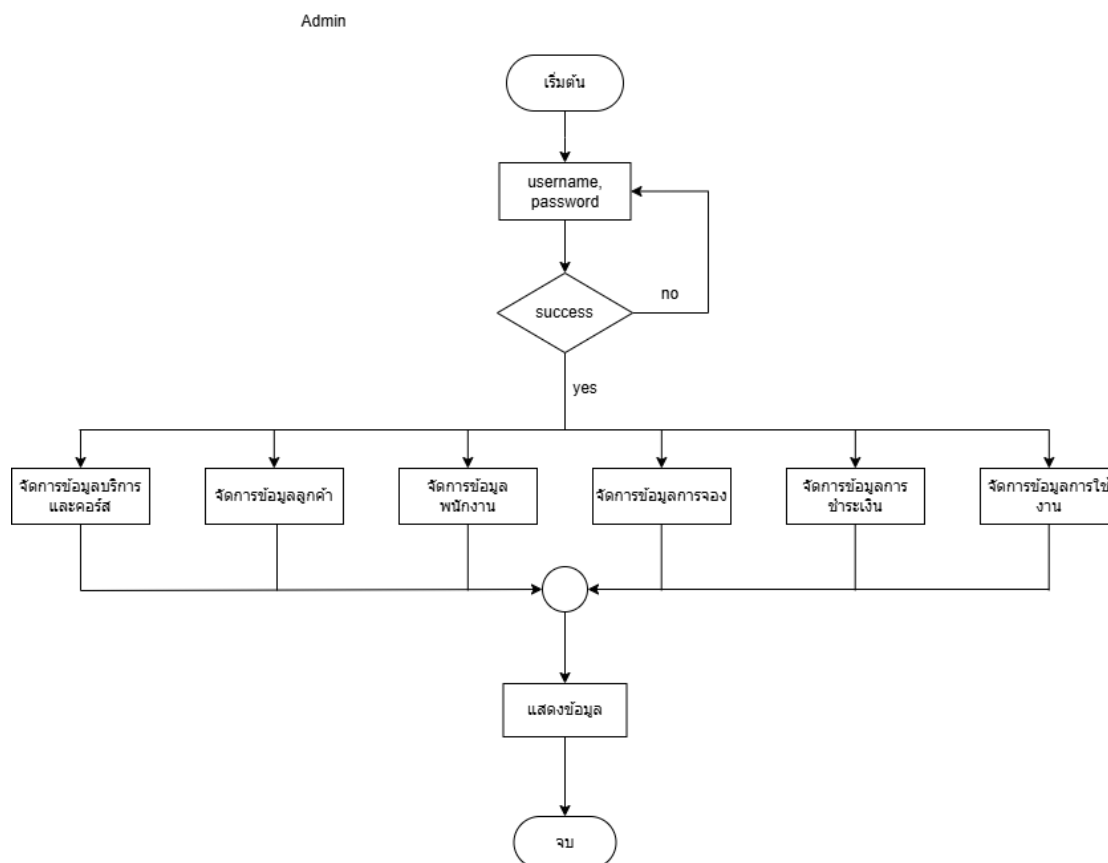 Admin
เริ่มต้น
username,
password
success
no
yes
จัดการข้อมูลบริการ
และคอร์ส
จัดการข้อมูลลูกค้า
จัดการข้อมูล
พนักงาน
จัดการข้อมูลการจอง
จัดการข้อมูลการ
ชำระเงิน
จัดการข้อมูลการใช้
งาน
แสดงข้อมูล
จบ